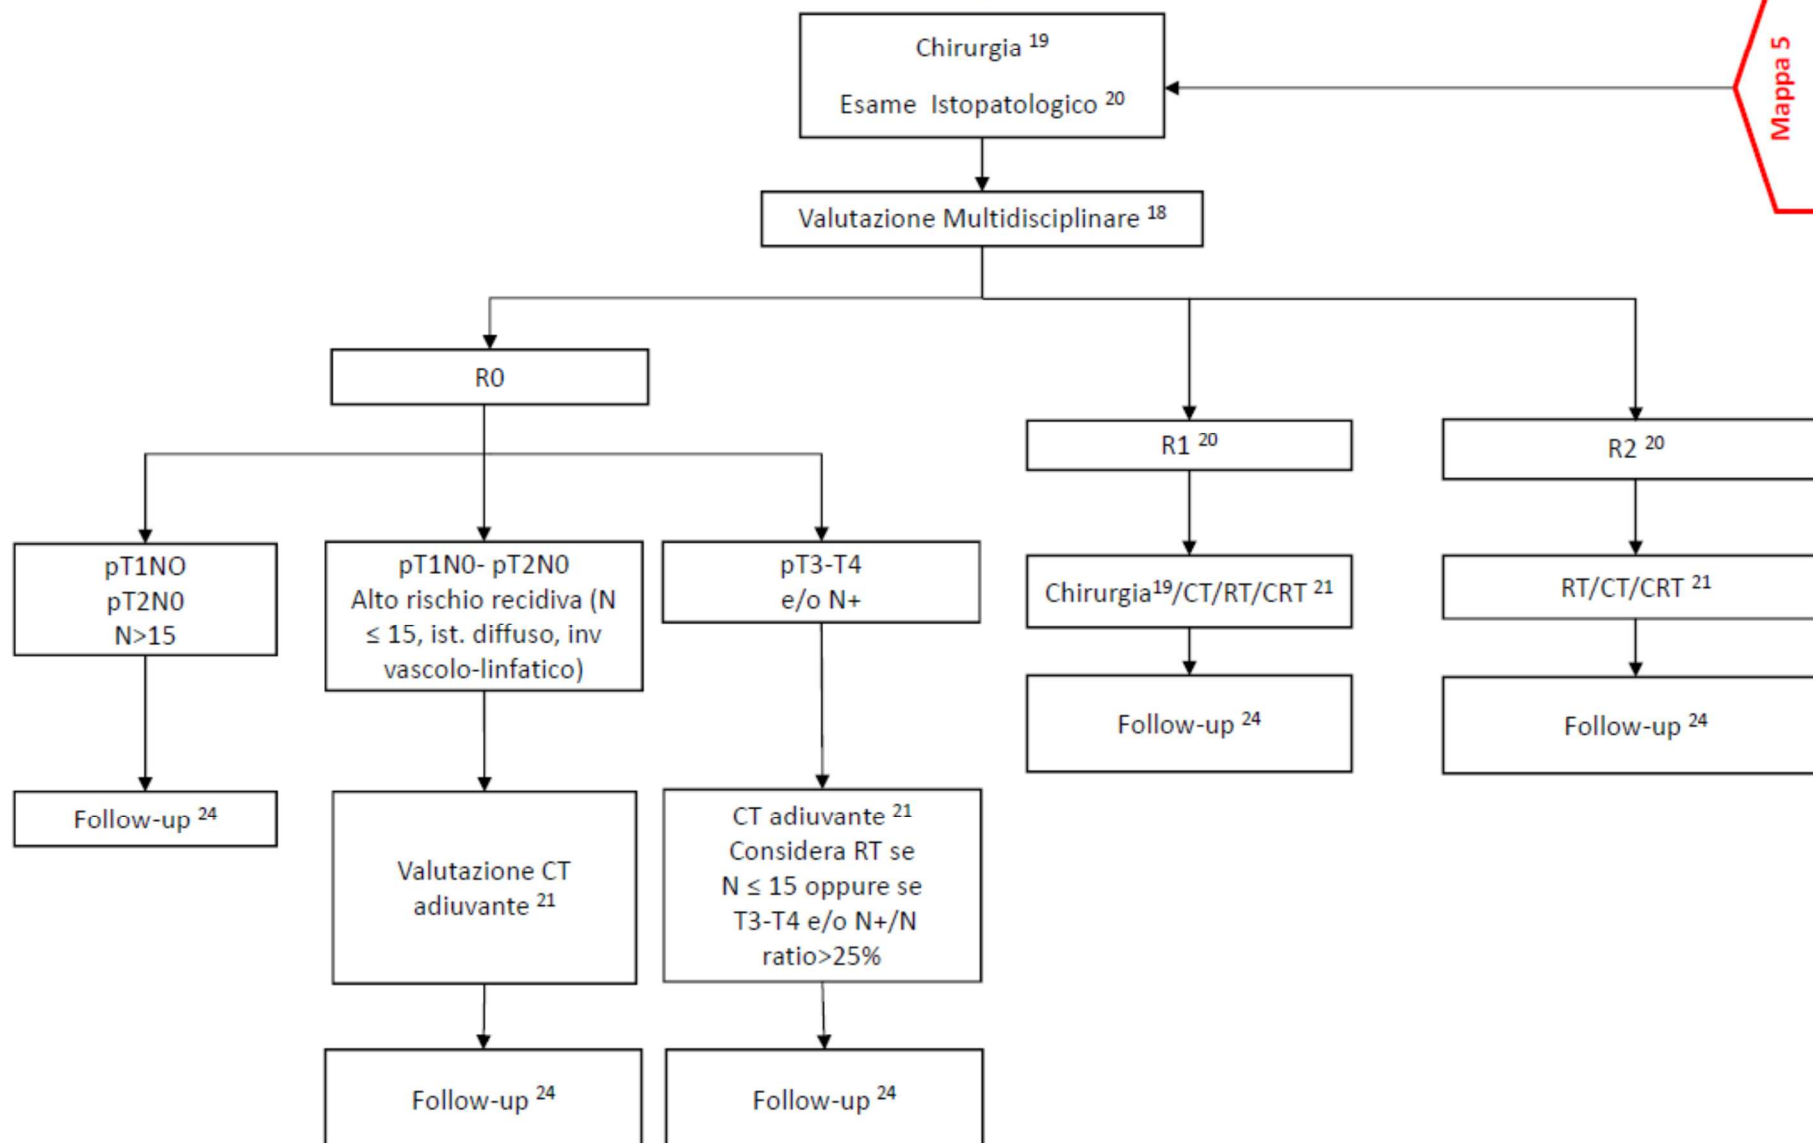 Chirurgia 19
Esame Istopatologico 20
Mappa 5
Valutazione Multidisciplinare 18
R0
R1 20
R2 20
pT1NO
pT2N0
N>15
pT1N0- pT2N0
Alto rischio recidiva (N
≤ 15, ist. diffuso, inv
vascolo-linfatico)
pT3-T4
e/o N+
Chirurgia19/CT/RT/CRT 21
RT/CT/CRT 21
Follow-up 24
Follow-up 24
Follow-up 24
Valutazione CT
adiuvante 21
CT adiuvante 21
Considera RT se
N ≤ 15 oppure se
T3-T4 e/o N+/N
ratio>25%
Follow-up 24
Follow-up 24